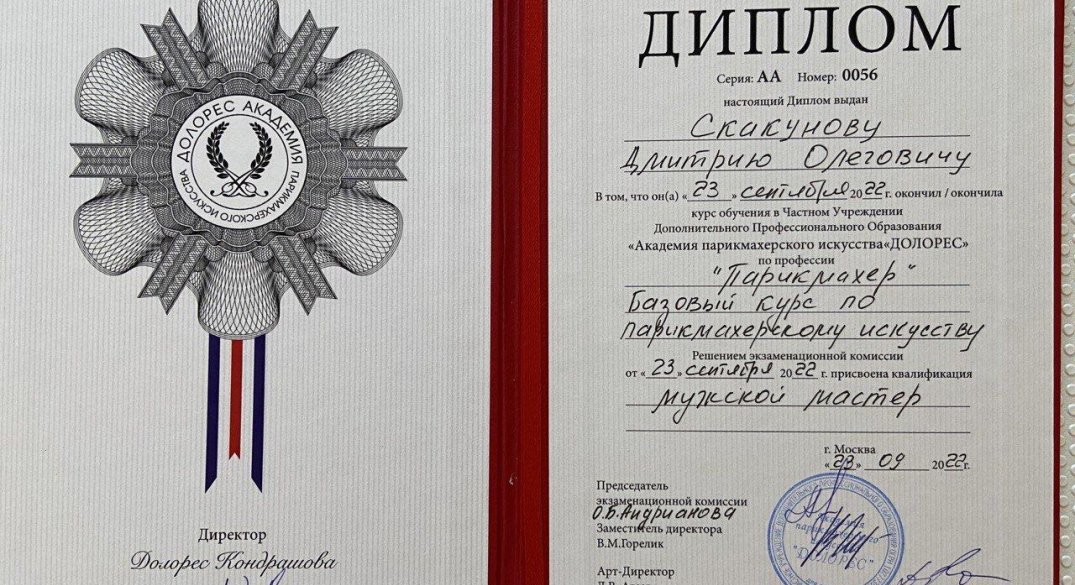 ДОЛОРЕС АКАДЕМИЯ
ПАРИКМАХЕРСКОГО ИСКУССТВА
Директор
Долорес Кондрашова
ДИПЛОМ
Серия: АА Номер: 0056
настоящий Диплом выдан
Скакунову
Дмитрию Олеговичу
В том, что он(а) «23» сентября 2022 г. окончил / окончила
курс обучения в Частном Учреждении
Дополнительного Профессионального Образования
«Академия парикмахерского искусства«ДОЛОРЕС»
по профессии
"Парикмахер"
Базовый курс по
парикмахерскому искусству
Решением экзаменационной комиссии
от «23» сентября 2022 г. присвоена квалификация
мужской мастер
г. Москва
«23» 09 2022г.
Председатель
экзаменационной комиссии
О.Б.Андрианова
Заместитель директора
В.М.Горелик
Арт-Директор
"ДОЛОРЕС"